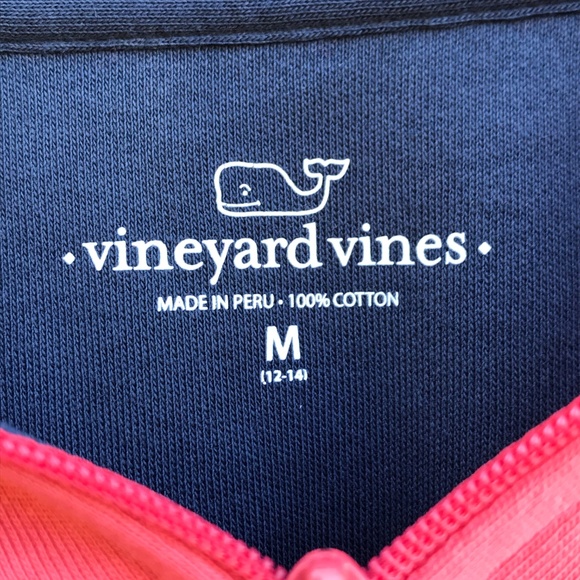 • vineyard vines •
MADE IN PERU • 100% COTTON
M
(12-14)